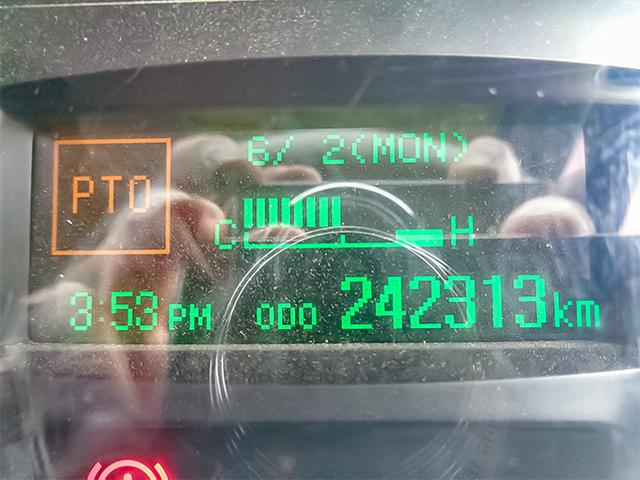 6/ 2(MON)
PTO
C H
3:53 PM ODO 242313km